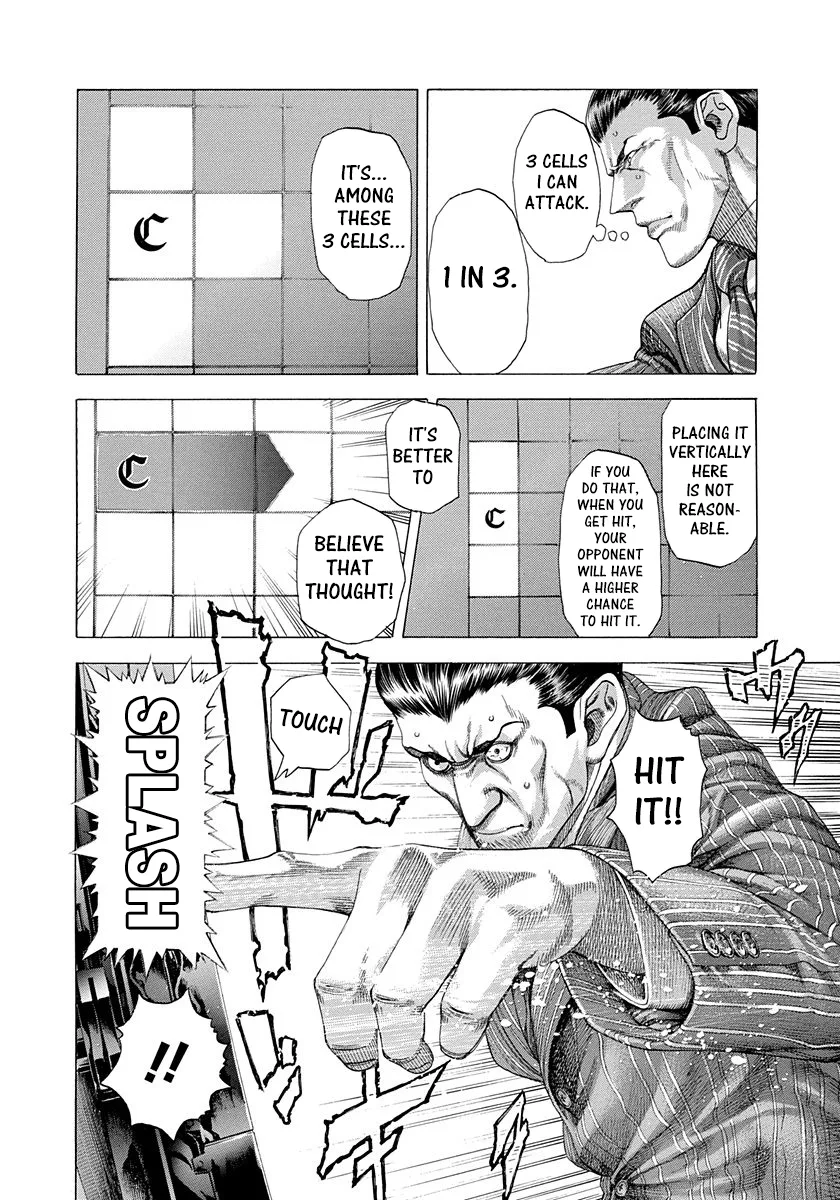 3 CELLS
I CAN
ATTACK.
1 IN 3.
IT'S...
AMONG
THESE
3 CELLS...
C
PLACING IT
VERTICALLY
HERE
IS NOT
REASON-
ABLE.
IF YOU
DO THAT,
WHEN YOU
GET HIT,
YOUR
OPPONENT
WILL HAVE
A HIGHER
CHANCE
TO HIT IT.
C
IT'S
BETTER
TO
BELIEVE
THAT
THOUGHT!
C
HIT
IT!!
TOUCH
SPLASH
!!